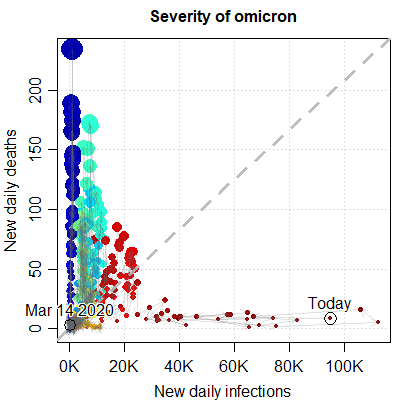 Severity of omicron
New daily deaths
200
150
100
50
0
Mar 14 2020
Today
0K
20K
40K
60K
80K
100K
New daily infections